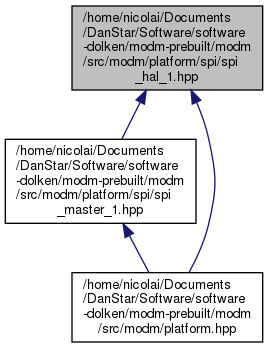 /home/nicolai/Documents
/DanStar/Software/software
-dolken/modm-prebuilt/modm
/src/modm/platform/spi/spi
_hal_1.hpp
/home/nicolai/Documents
/DanStar/Software/software
-dolken/modm-prebuilt/modm
/src/modm/platform/spi/spi
_master_1.hpp
/home/nicolai/Documents
/DanStar/Software/software
-dolken/modm-prebuilt/modm
/src/modm/platform.hpp